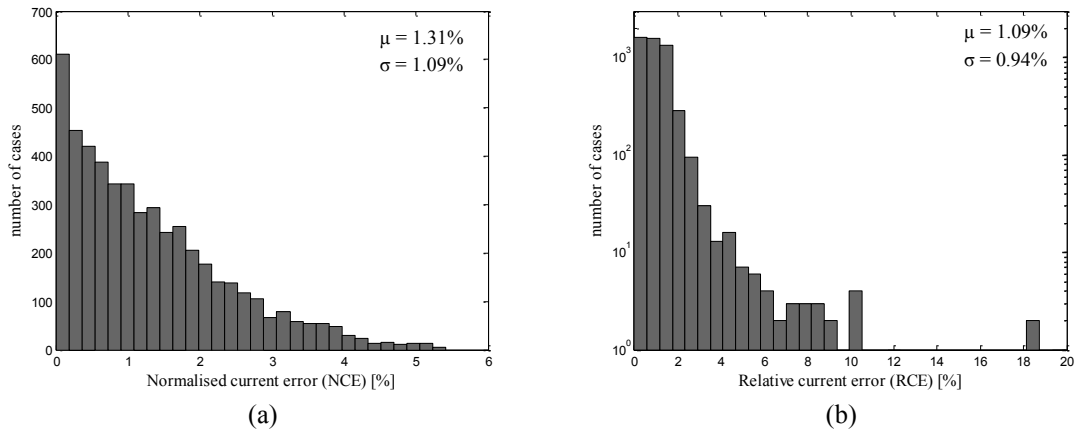 700
600
500
400
300
200
100
0
number of cases
μ = 1.31%
σ = 1.09%
0 1 2 3 4 5 6
Normalised current error (NCE) [%]
(a)
10³
10²
10¹
10⁰
number of cases
μ = 1.09%
σ = 0.94%
0 2 4 6 8 10 12 14 16 18 20
Relative current error (RCE) [%]
(b)